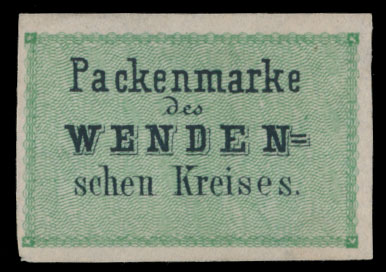 Packenmarke
des
WENDEN=
schen Kreises.